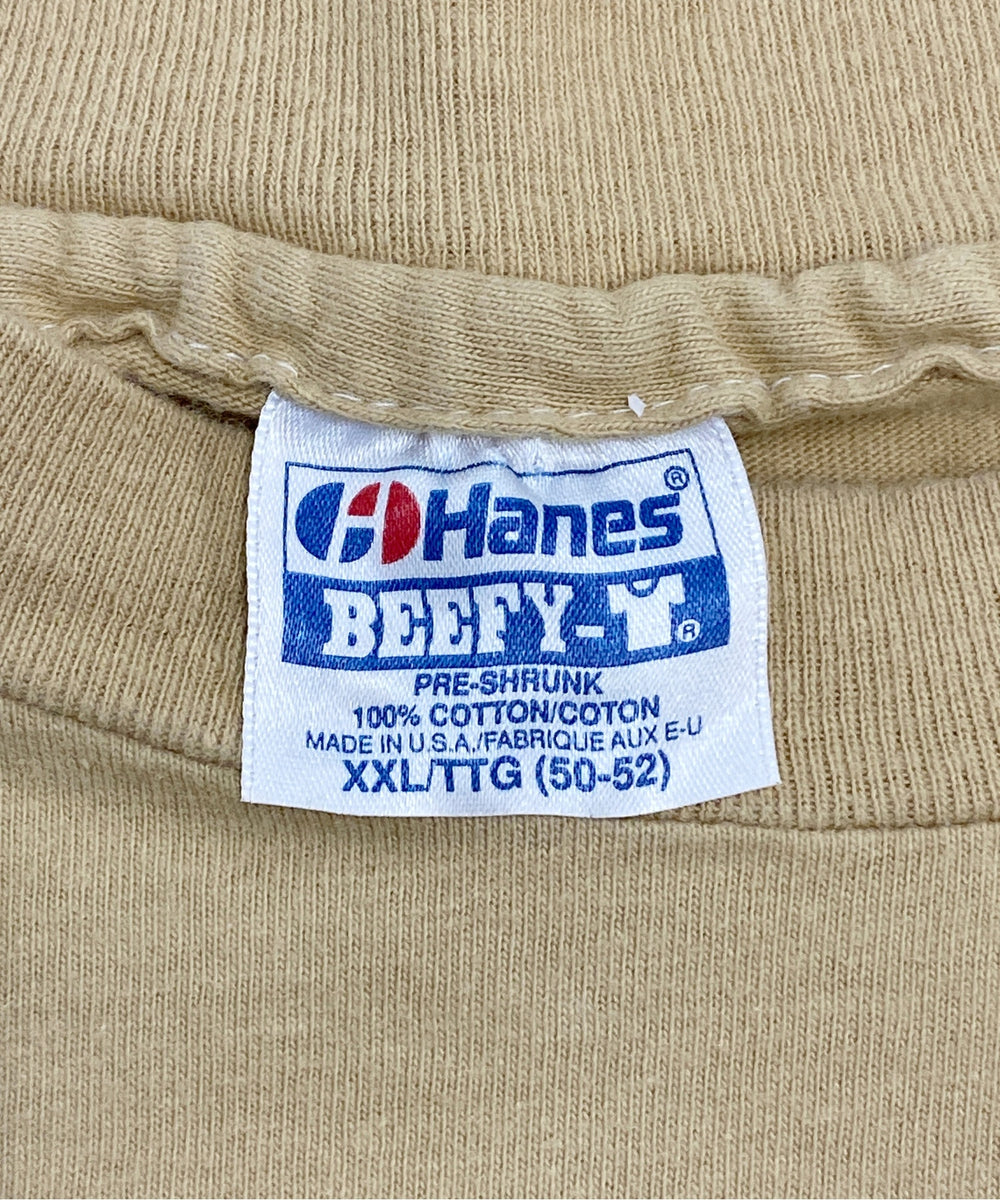 Hanes®
BEEFY-T®
PRE-SHRUNK
100% COTTON/COTON
MADE IN U.S.A./FABRIQUE AUX E-U
XXL/TTG (50-52)